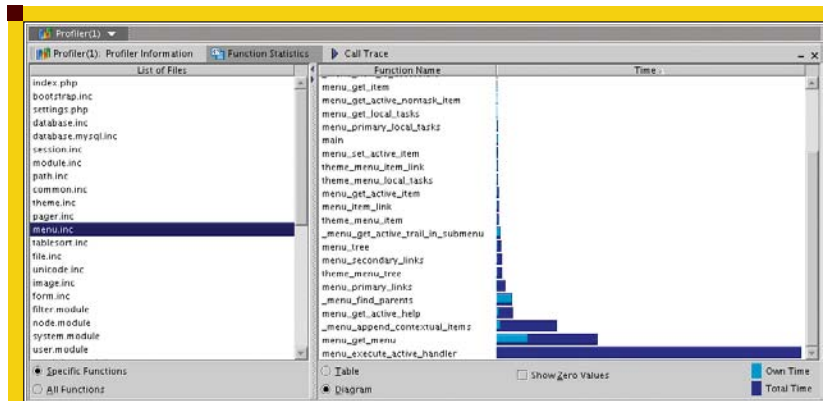 Profiler(1)
Profiler(1): Profiler Information
Function Statistics
Call Trace
List of Files
index.php
bootstrap.inc
settings.php
database.inc
database.mysql.inc
session.inc
module.inc
path.inc
common.inc
theme.inc
pager.inc
menu.inc
tablesort.inc
file.inc
unicode.inc
image.inc
form.inc
filter.module
node.module
system.module
user.module
Specific Functions
All Functions
Function Name
Time
menu_get_item
menu_get_active_nontask_item
menu_get_local_tasks
menu_primary_local_tasks
main
menu_set_active_item
theme_menu_item_link
theme_menu_local_tasks
menu_get_active_item
menu_item_link
theme_menu_item
_menu_get_active_trail_in_submenu
menu_tree
menu_secondary_links
theme_menu_tree
menu_primary_links
_menu_find_parents
menu_get_active_help
_menu_append_contextual_items
menu_get_menu
menu_execute_active_handler
Table
Diagram
Show Zero Values
Own Time
Total Time